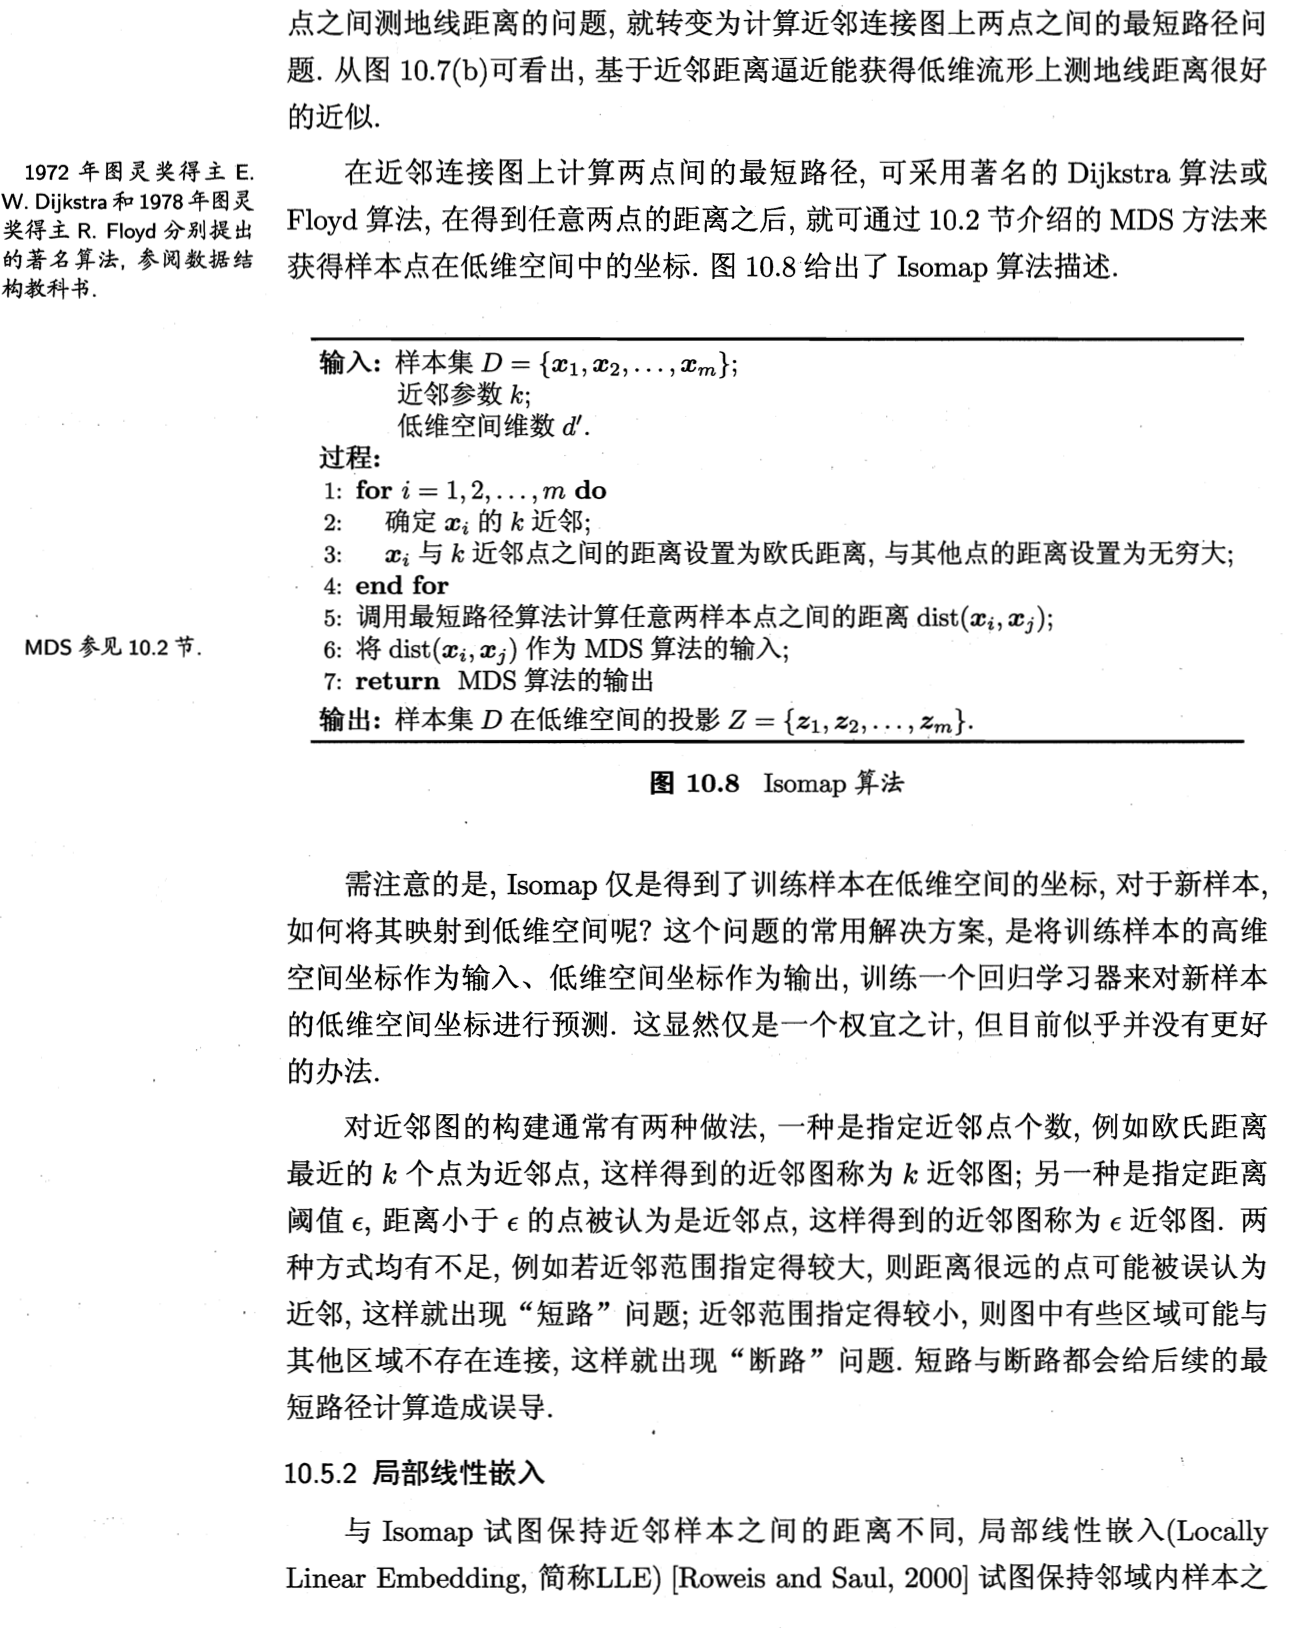 点之间测地线距离的问题, 就转变为计算近邻连接图上两点之间的最短路径问
题. 从图 10.7(b)可看出, 基于近邻距离逼近能获得低维流形上测地线距离很好
的近似.
1972 年图灵奖得主 E.
W. Dijkstra 和 1978 年图灵
奖得主 R. Floyd 分别提出
的著名算法, 参阅数据结
构教科书.
在近邻连接图上计算两点间的最短路径, 可采用著名的 Dijkstra 算法或
Floyd 算法, 在得到任意两点的距离之后, 就可通过 10.2 节介绍的 MDS 方法来
获得样本点在低维空间中的坐标. 图 10.8 给出了 Isomap 算法描述.
输入: 样本集 D = {x₁, x₂, . . . , xₘ};
近邻参数 k;
低维空间维数 d′.
过程:
1: for i = 1, 2, . . . , m do
2: 确定 xᵢ 的 k 近邻;
3: xᵢ 与 k 近邻点之间的距离设置为欧氏距离, 与其他点的距离设置为无穷大;
4: end for
5: 调用最短路径算法计算任意两样本点之间的距离 dist(xᵢ, xⱼ);
MDS 参见 10.2 节.
6: 将 dist(xᵢ, xⱼ) 作为 MDS 算法的输入;
7: return MDS 算法的输出
输出: 样本集 D 在低维空间的投影 Z = {z₁, z₂, . . . , zₘ}.
图 10.8 Isomap 算法
需注意的是, Isomap 仅是得到了训练样本在低维空间的坐标, 对于新样本,
如何将其映射到低维空间呢? 这个问题的常用解决方案, 是将训练样本的高维
空间坐标作为输入、低维空间坐标作为输出, 训练一个回归学习器来对新样本
的低维空间坐标进行预测. 这显然仅是一个权宜之计, 但目前似乎并没有更好
的办法.
对近邻图的构建通常有两种做法, 一种是指定近邻点个数, 例如欧氏距离
最近的 k 个点为近邻点, 这样得到的近邻图称为 k 近邻图; 另一种是指定距离
阈值 ϵ, 距离小于 ϵ 的点被认为是近邻点, 这样得到的近邻图称为 ϵ 近邻图. 两
种方式均有不足, 例如若近邻范围指定得较大, 则距离很远的点可能被误认为
近邻, 这样就出现“短路”问题; 近邻范围指定得较小, 则图中有些区域可能与
其他区域不存在连接, 这样就出现“断路”问题. 短路与断路都会给后续的最
短路径计算造成误导.
10.5.2 局部线性嵌入
与 Isomap 试图保持近邻样本之间的距离不同, 局部线性嵌入(Locally
Linear Embedding, 简称LLE) [Roweis and Saul, 2000] 试图保持邻域内样本之